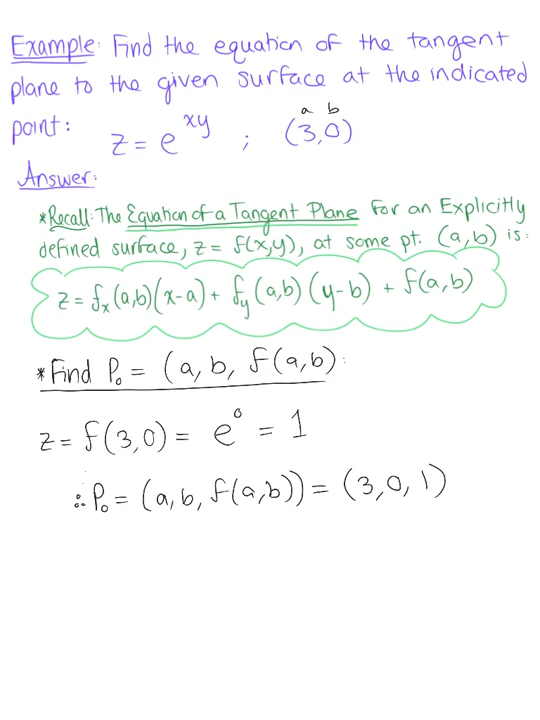 Example: Find the equation of the tangent
plane to the given surface at the indicated
a b
point: z = e^xy ; (3,0)
Answer:
*Recall: The Equation of a Tangent Plane For an Explicitly
defined surface, z = f(x,y), at some pt. (a,b) is:
z = f_x(a,b)(x-a) + f_y(a,b)(y-b) + f(a,b)
*Find P₀ = (a, b, f(a,b):
z = f(3,0) = e⁰ = 1
∴ P₀ = (a, b, f(a,b)) = (3,0,1)